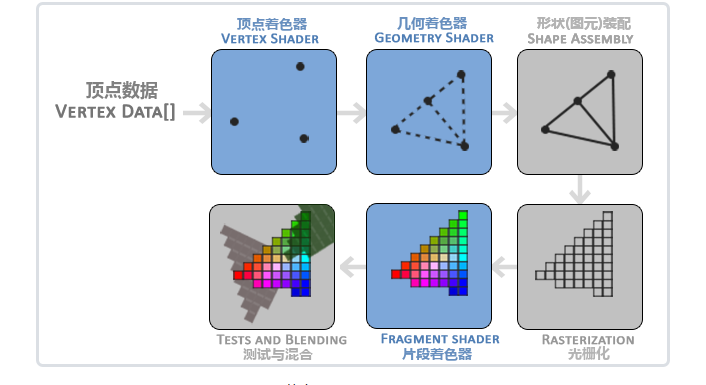 顶点着色器
VERTEX SHADER
几何着色器
GEOMETRY SHADER
形状(图元)装配
SHAPE ASSEMBLY
顶点数据
VERTEX DATA[]
TESTS AND BLENDING
测试与混合
FRAGMENT SHADER
片段着色器
RASTERIZATION
光栅化